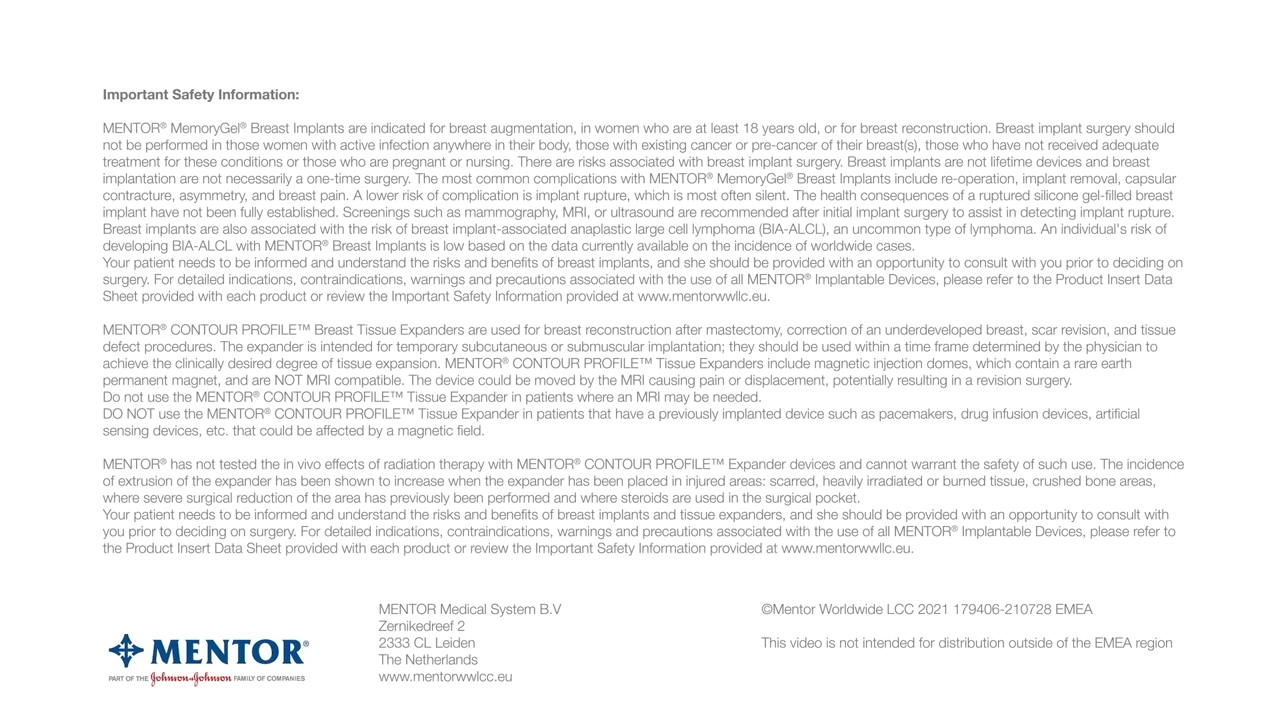 Important Safety Information:
MENTOR® MemoryGel® Breast Implants are indicated for breast augmentation, in women who are at least 18 years old, or for breast reconstruction. Breast implant surgery should
not be performed in those women with active infection anywhere in their body, those with existing cancer or pre-cancer of their breast(s), those who have not received adequate
treatment for these conditions or those who are pregnant or nursing. There are risks associated with breast implant surgery. Breast implants are not lifetime devices and breast
implantation are not necessarily a one-time surgery. The most common complications with MENTOR® MemoryGel® Breast Implants include re-operation, implant removal, capsular
contracture, asymmetry, and breast pain. A lower risk of complication is implant rupture, which is most often silent. The health consequences of a ruptured silicone gel-filled breast
implant have not been fully established. Screenings such as mammography, MRI, or ultrasound are recommended after initial implant surgery to assist in detecting implant rupture.
Breast implants are also associated with the risk of breast implant-associated anaplastic large cell lymphoma (BIA-ALCL), an uncommon type of lymphoma. An individual's risk of
developing BIA-ALCL with MENTOR® Breast Implants is low based on the data currently available on the incidence of worldwide cases.
Your patient needs to be informed and understand the risks and benefits of breast implants, and she should be provided with an opportunity to consult with you prior to deciding on
surgery. For detailed indications, contraindications, warnings and precautions associated with the use of all MENTOR® Implantable Devices, please refer to the Product Insert Data
Sheet provided with each product or review the Important Safety Information provided at www.mentorwwllc.eu.
MENTOR® CONTOUR PROFILE™ Breast Tissue Expanders are used for breast reconstruction after mastectomy, correction of an underdeveloped breast, scar revision, and tissue
defect procedures. The expander is intended for temporary subcutaneous or submuscular implantation; they should be used within a time frame determined by the physician to
achieve the clinically desired degree of tissue expansion. MENTOR® CONTOUR PROFILE™ Tissue Expanders include magnetic injection domes, which contain a rare earth
permanent magnet, and are NOT MRI compatible. The device could be moved by the MRI causing pain or displacement, potentially resulting in a revision surgery.
Do not use the MENTOR® CONTOUR PROFILE™ Tissue Expander in patients where an MRI may be needed.
DO NOT use the MENTOR® CONTOUR PROFILE™ Tissue Expander in patients that have a previously implanted device such as pacemakers, drug infusion devices, artificial
sensing devices, etc. that could be affected by a magnetic field.
MENTOR® has not tested the in vivo effects of radiation therapy with MENTOR® CONTOUR PROFILE™ Expander devices and cannot warrant the safety of such use. The incidence
of extrusion of the expander has been shown to increase when the expander has been placed in injured areas: scarred, heavily irradiated or burned tissue, crushed bone areas,
where severe surgical reduction of the area has previously been performed and where steroids are used in the surgical pocket.
Your patient needs to be informed and understand the risks and benefits of breast implants and tissue expanders, and she should be provided with an opportunity to consult with
you prior to deciding on surgery. For detailed indications, contraindications, warnings and precautions associated with the use of all MENTOR® Implantable Devices, please refer to
the Product Insert Data Sheet provided with each product or review the Important Safety Information provided at www.mentorwwllc.eu.
MENTOR®
PART OF THE Johnson & Johnson FAMILY OF COMPANIES
MENTOR Medical System B.V
Zernikedreef 2
2333 CL Leiden
The Netherlands
www.mentorwwlcc.eu
©Mentor Worldwide LCC 2021 179406-210728 EMEA
This video is not intended for distribution outside of the EMEA region